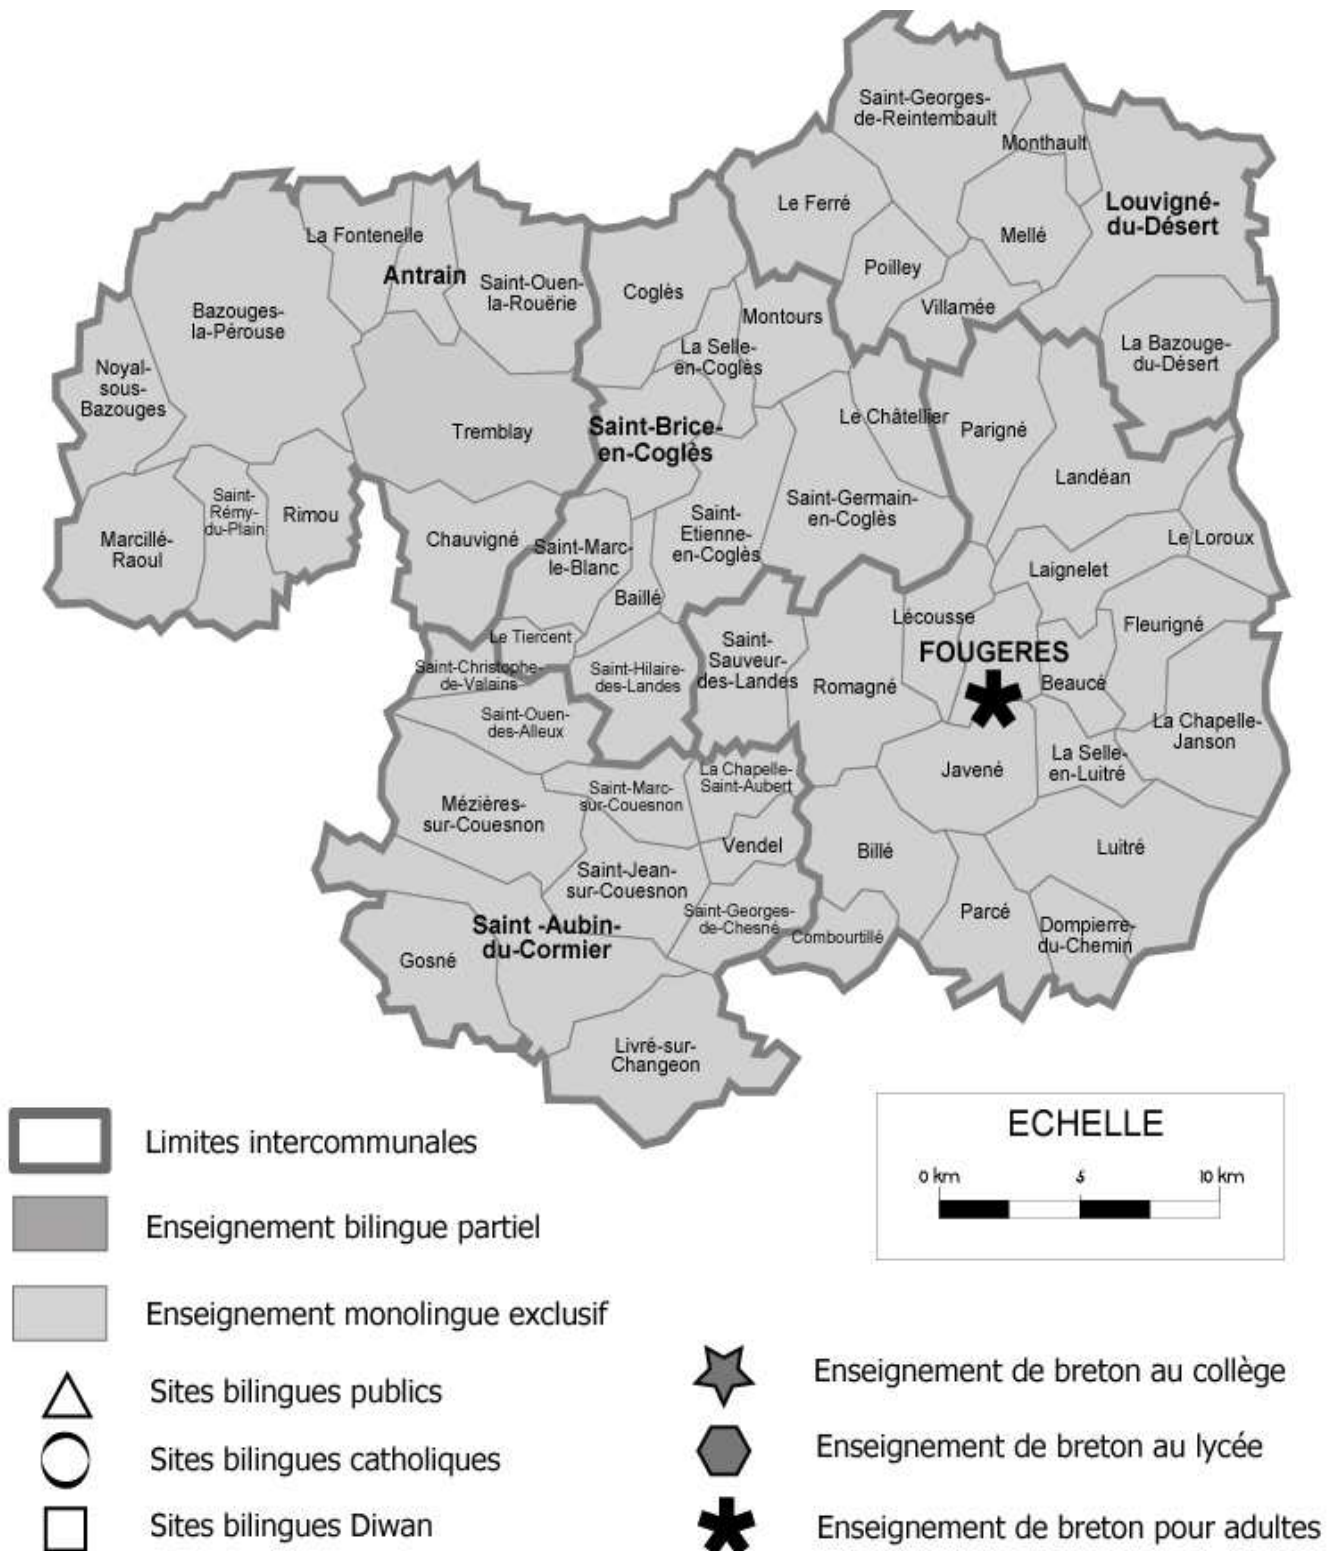 Saint-Georges-
de-Reintembault
Monthault
Le Ferré
Louvigné-
du-Désert
Mellé
La Fontenelle
Antrain
Saint-Ouen-
la-Rouërie
Coglès
Poilley
Villamée
Bazouges-
la-Pérouse
Montours
La Selle-
en-Coglès
La Bazouge-
du-Désert
Noyal-
sous-
Bazouges
Tremblay
Saint-Brice-
en-Coglès
Le Châtellier
Parigné
Landéan
Saint-
Rémy-
du-Plain
Rimou
Marcillé-
Raoul
Chauvigné
Saint-Marc-
le-Blanc
Saint-
Etienne-
en-Coglès
Saint-Germain-
en-Coglès
Le Loroux
Laignelet
Baillé
Lécousse
Fleurigné
Le Tiercent
Saint-
Sauveur-
des-Landes
FOUGERES
Saint-Christophe-
de-Valains
Saint-Hilaire-
des-Landes
Romagné
Beaucé
Saint-Ouen-
des-Alleux
La Chapelle-
Janson
La Chapelle-
Saint-Aubert
Javené
La Selle-
en-Luitré
Saint-Marc-
sur-Couesnon
Mézières-
sur-Couesnon
Vendel
Billé
Luitré
Saint-Jean-
sur-Couesnon
Saint-Georges-
de-Chesné
Parcé
Dompierre-
du-Chemin
Saint -Aubin-
du-Cormier
Combourtillé
Gosné
Livré-sur-
Changeon
ECHELLE
0 km 5 10 km
Limites intercommunales
Enseignement bilingue partiel
Enseignement monolingue exclusif
Sites bilingues publics
Sites bilingues catholiques
Sites bilingues Diwan
Enseignement de breton au collège
Enseignement de breton au lycée
Enseignement de breton pour adultes